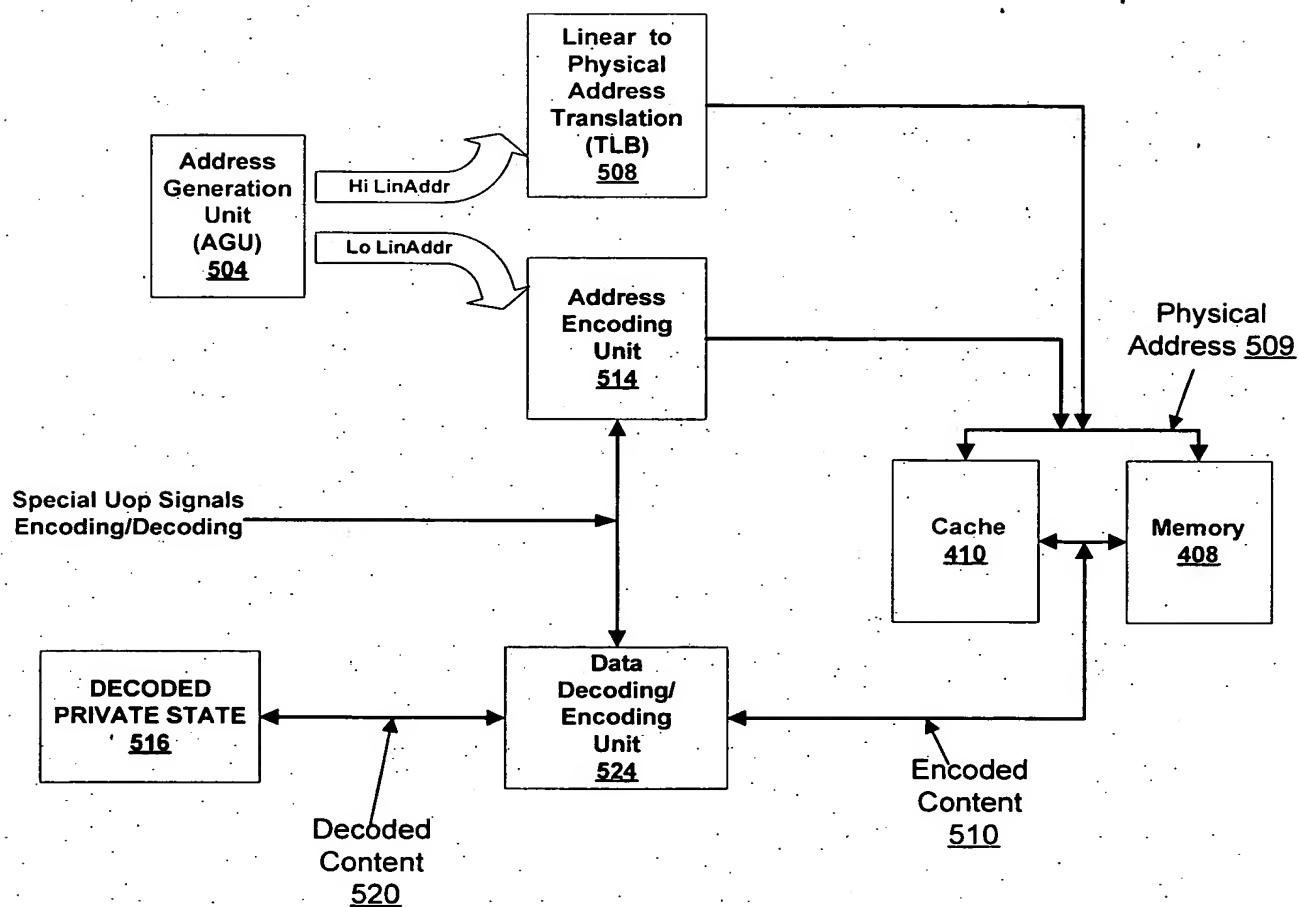 Linear to
Physical
Address
Translation
(TLB)
508
Address
Generation
Unit
(AGU)
504
Hi LinAddr
Lo LinAddr
Address
Encoding
Unit
514
Physical
Address 509
Special Uop Signals
Encoding/Decoding
Cache
410
Memory
408
DECODED
PRIVATE STATE
516
Data
Decoding/
Encoding
Unit
524
Decoded
Content
520
Encoded
Content
510